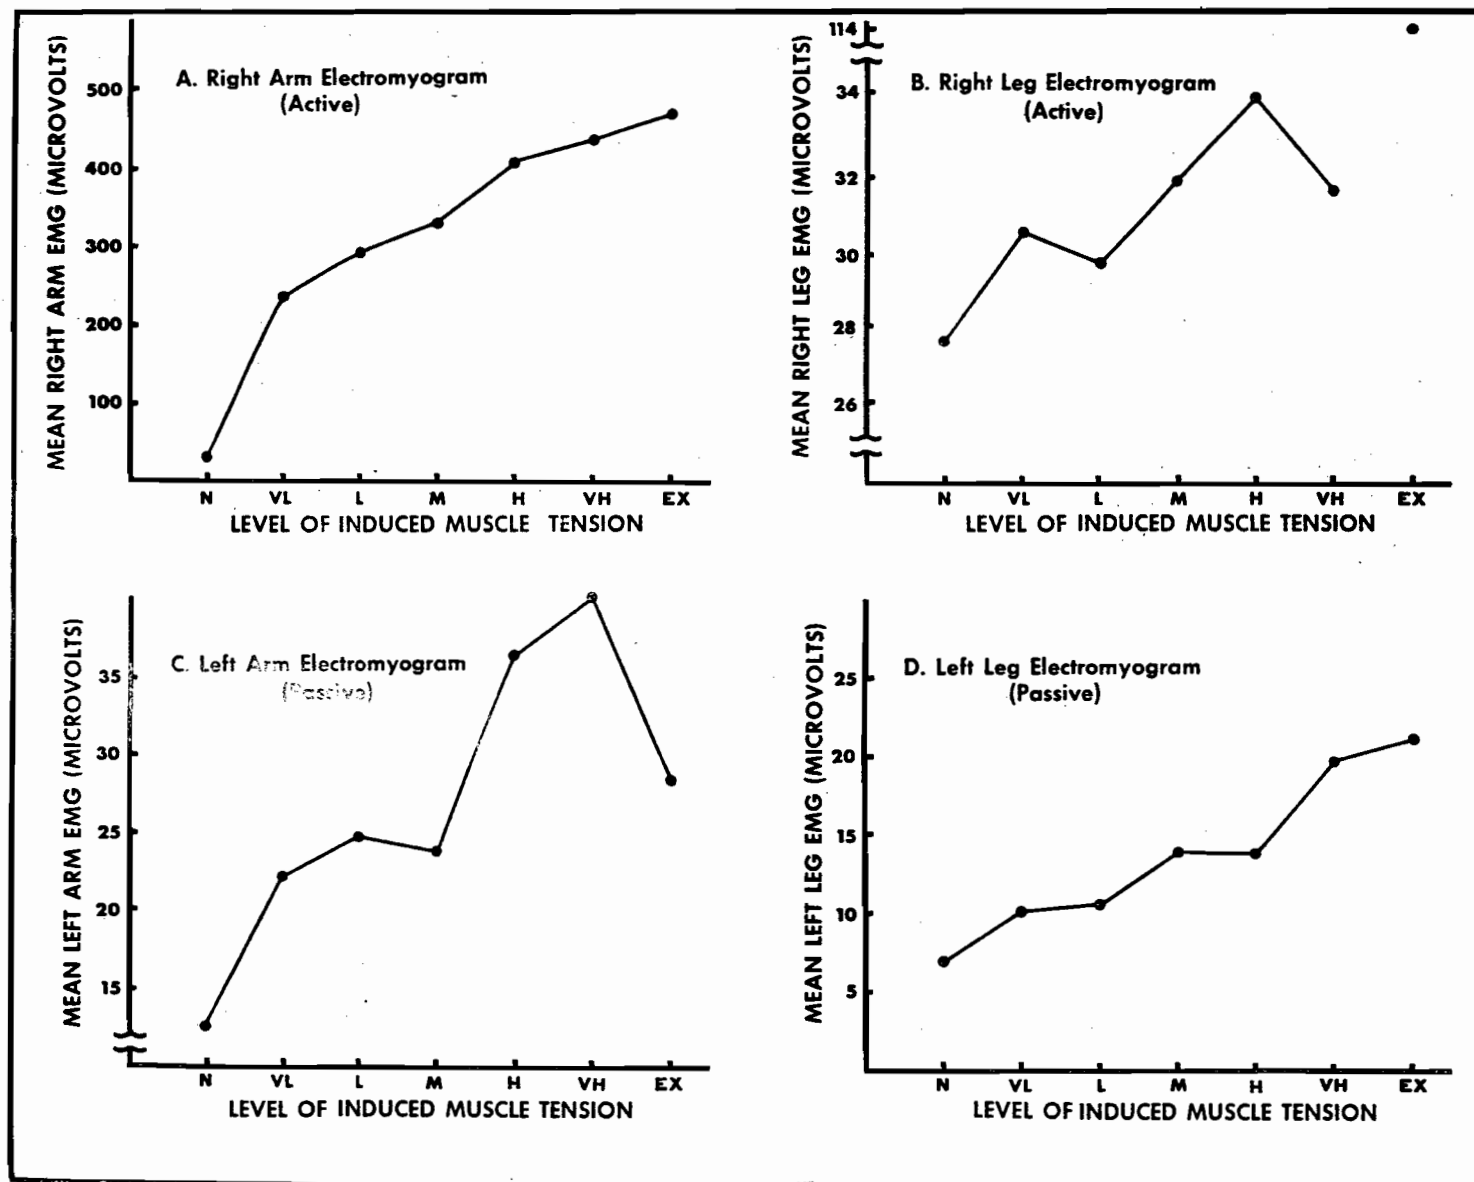 A. Right Arm Electromyogram
(Active)
MEAN RIGHT ARM EMG (MICROVOLTS)
500
400
300
200
100
N VL L M H VH EX
LEVEL OF INDUCED MUSCLE TENSION
B. Right Leg Electromyogram
(Active)
MEAN RIGHT LEG EMG (MICROVOLTS)
114
34
32
30
28
26
N VL L M H VH EX
LEVEL OF INDUCED MUSCLE TENSION
C. Left Arm Electromyogram
(Passive)
MEAN LEFT ARM EMG (MICROVOLTS)
35
30
25
20
15
N VL L M H VH EX
LEVEL OF INDUCED MUSCLE TENSION
D. Left Leg Electromyogram
(Passive)
MEAN LEFT LEG EMG (MICROVOLTS)
25
20
15
10
5
N VL L M H VH EX
LEVEL OF INDUCED MUSCLE TENSION